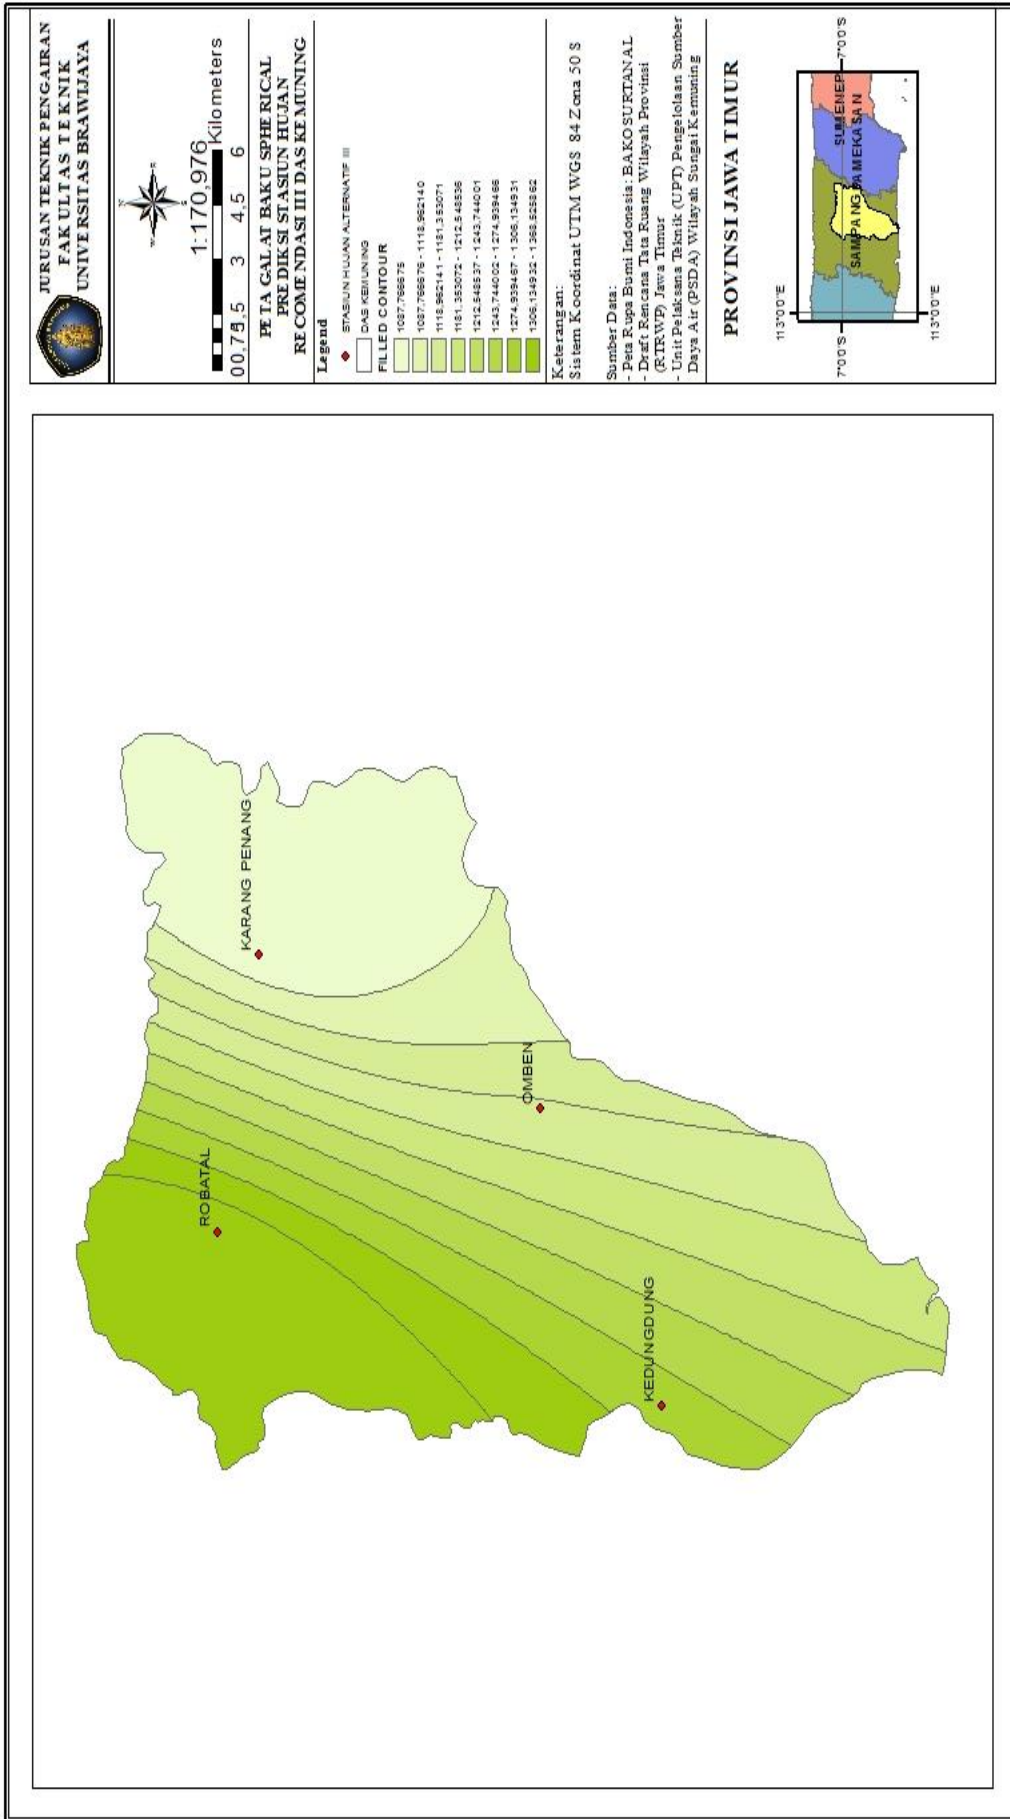 JURUSAN TEKNIK PENGAIRAN
FAKULTAS TEKNIK
UNIVERSITAS BRAWIJAYA
1:170,976
Kilometers
0 0,75 1,5 3 4,5 6
PETA GALAT BAKU SPHERICAL
PREDIKSI STASIUN HUJAN
RECOMENDASI III DAS KEMUNING
Legend
STASIUN HUJAN ALTERNATIF III
DAS KEMUNING
FILLED CONTOUR
1087,766675
1087,766676 - 1118,962140
1118,962141 - 1181,353071
1181,353072 - 1212,548536
1212,548537 - 1243,744001
1243,744002 - 1274,939466
1274,939467 - 1306,134931
1306,134932 - 1368,525862
Keterangan:
Sistem Koordinat UTM WGS 84 Zona 50 S
Sumber Data:
- Peta Rupa Bumi Indonesia: BAKOSURTANAL
- Draft Rencana Tata Ruang Wilayah Provinsi
(RTRWP) Jawa Timur
- Unit Pelaksana Teknik (UPT) Pengelolaan Sumber
Daya Air (PSDA) Wilayah Sungai Kemuning
PROVINSI JAWA TIMUR
113°0'0"E
7°0'0"S
7°0'0"S
SAMPANG
PAMEKASAN
SUMENEP
113°0'0"E
ROBATAL
KARANG PENANG
OMBEN
KEDUNGDUNG